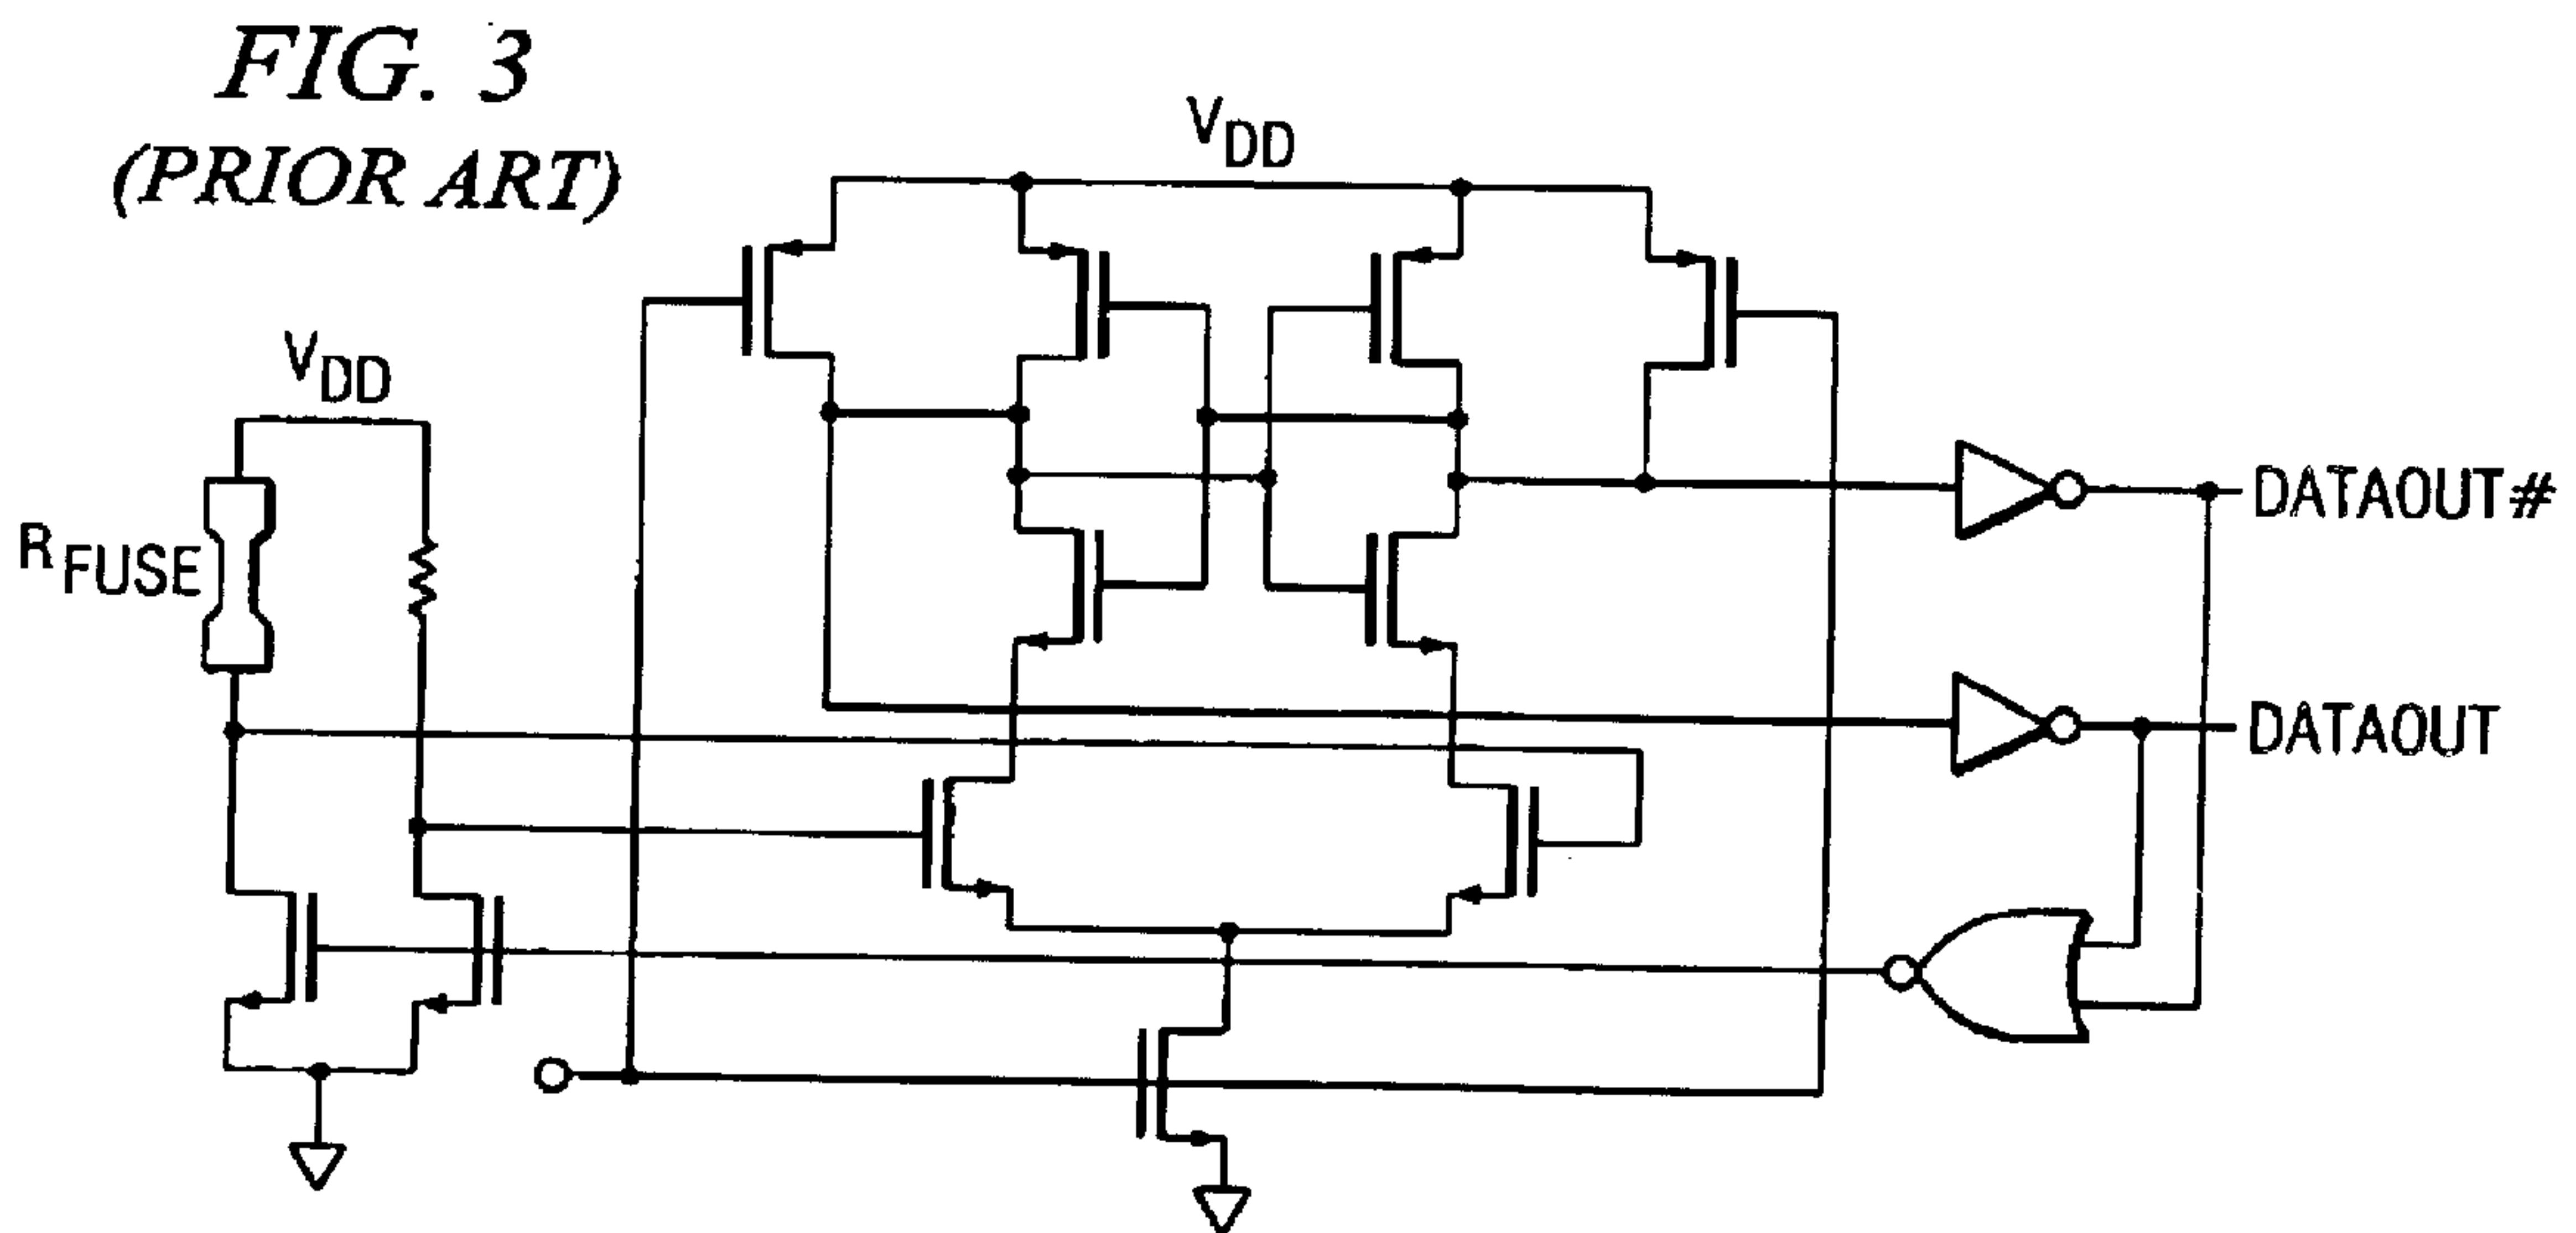 FIG. 3
(PRIOR ART)
VDD
VDD
RFUSE
DATAOUT#
DATAOUT